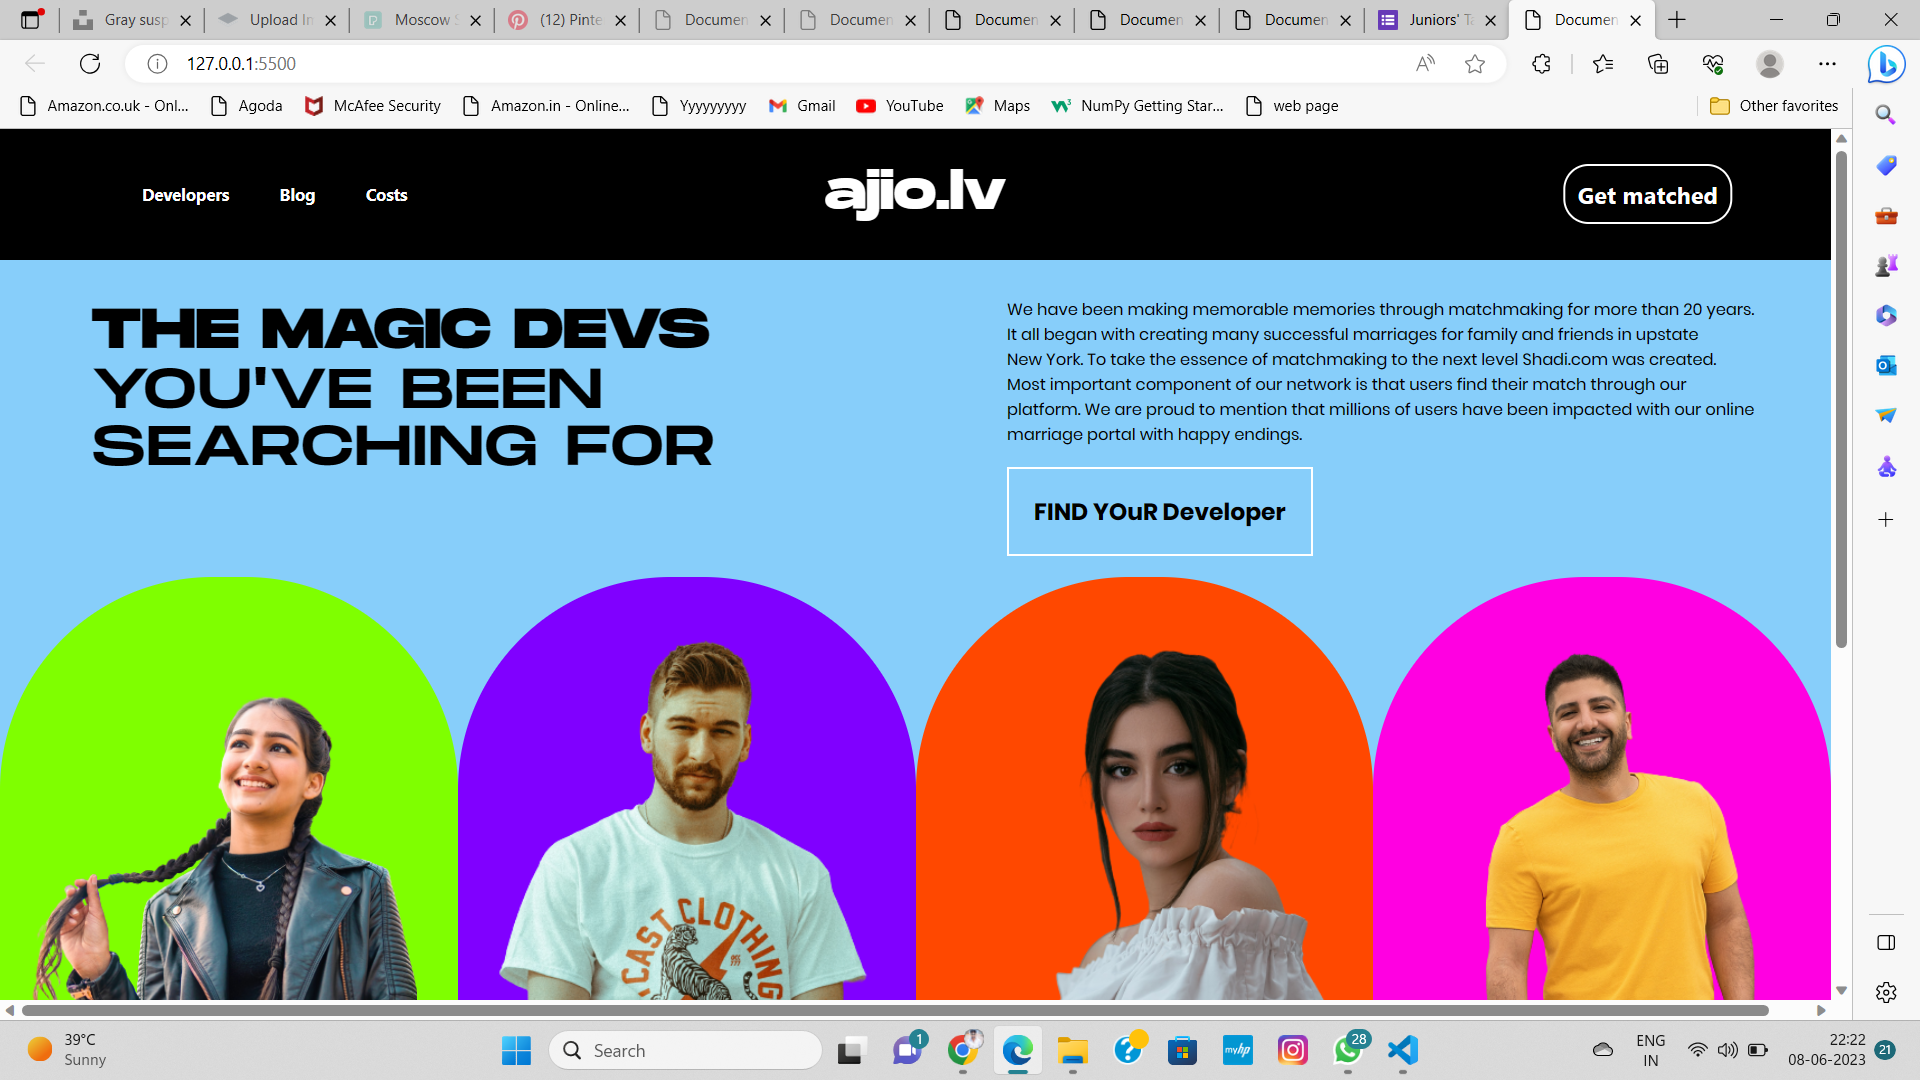 Gray susp
Upload In
Moscow S
(12) Pinte
Documen
Documen
Documen
Documen
Documen
Juniors' Ta
Documen
127.0.0.1:5500
Amazon.co.uk - Onl...
Agoda
McAfee Security
Amazon.in - Online...
Yyyyyyyyy
Gmail
YouTube
Maps
NumPy Getting Star...
web page
Other favorites
Developers
Blog
Costs
ajio.lv
Get matched
THE MAGIC DEVS
YOU'VE BEEN
SEARCHING FOR
We have been making memorable memories through matchmaking for more than 20 years.
It all began with creating many successful marriages for family and friends in upstate
New York. To take the essence of matchmaking to the next level Shadi.com was created.
Most important component of our network is that users find their match through our
platform. We are proud to mention that millions of users have been impacted with our online
marriage portal with happy endings.
FIND YOuR Developer
CAST CLOTHING
39°C
Sunny
Search
1
myhp
28
ENG
IN
22:22
08-06-2023
21